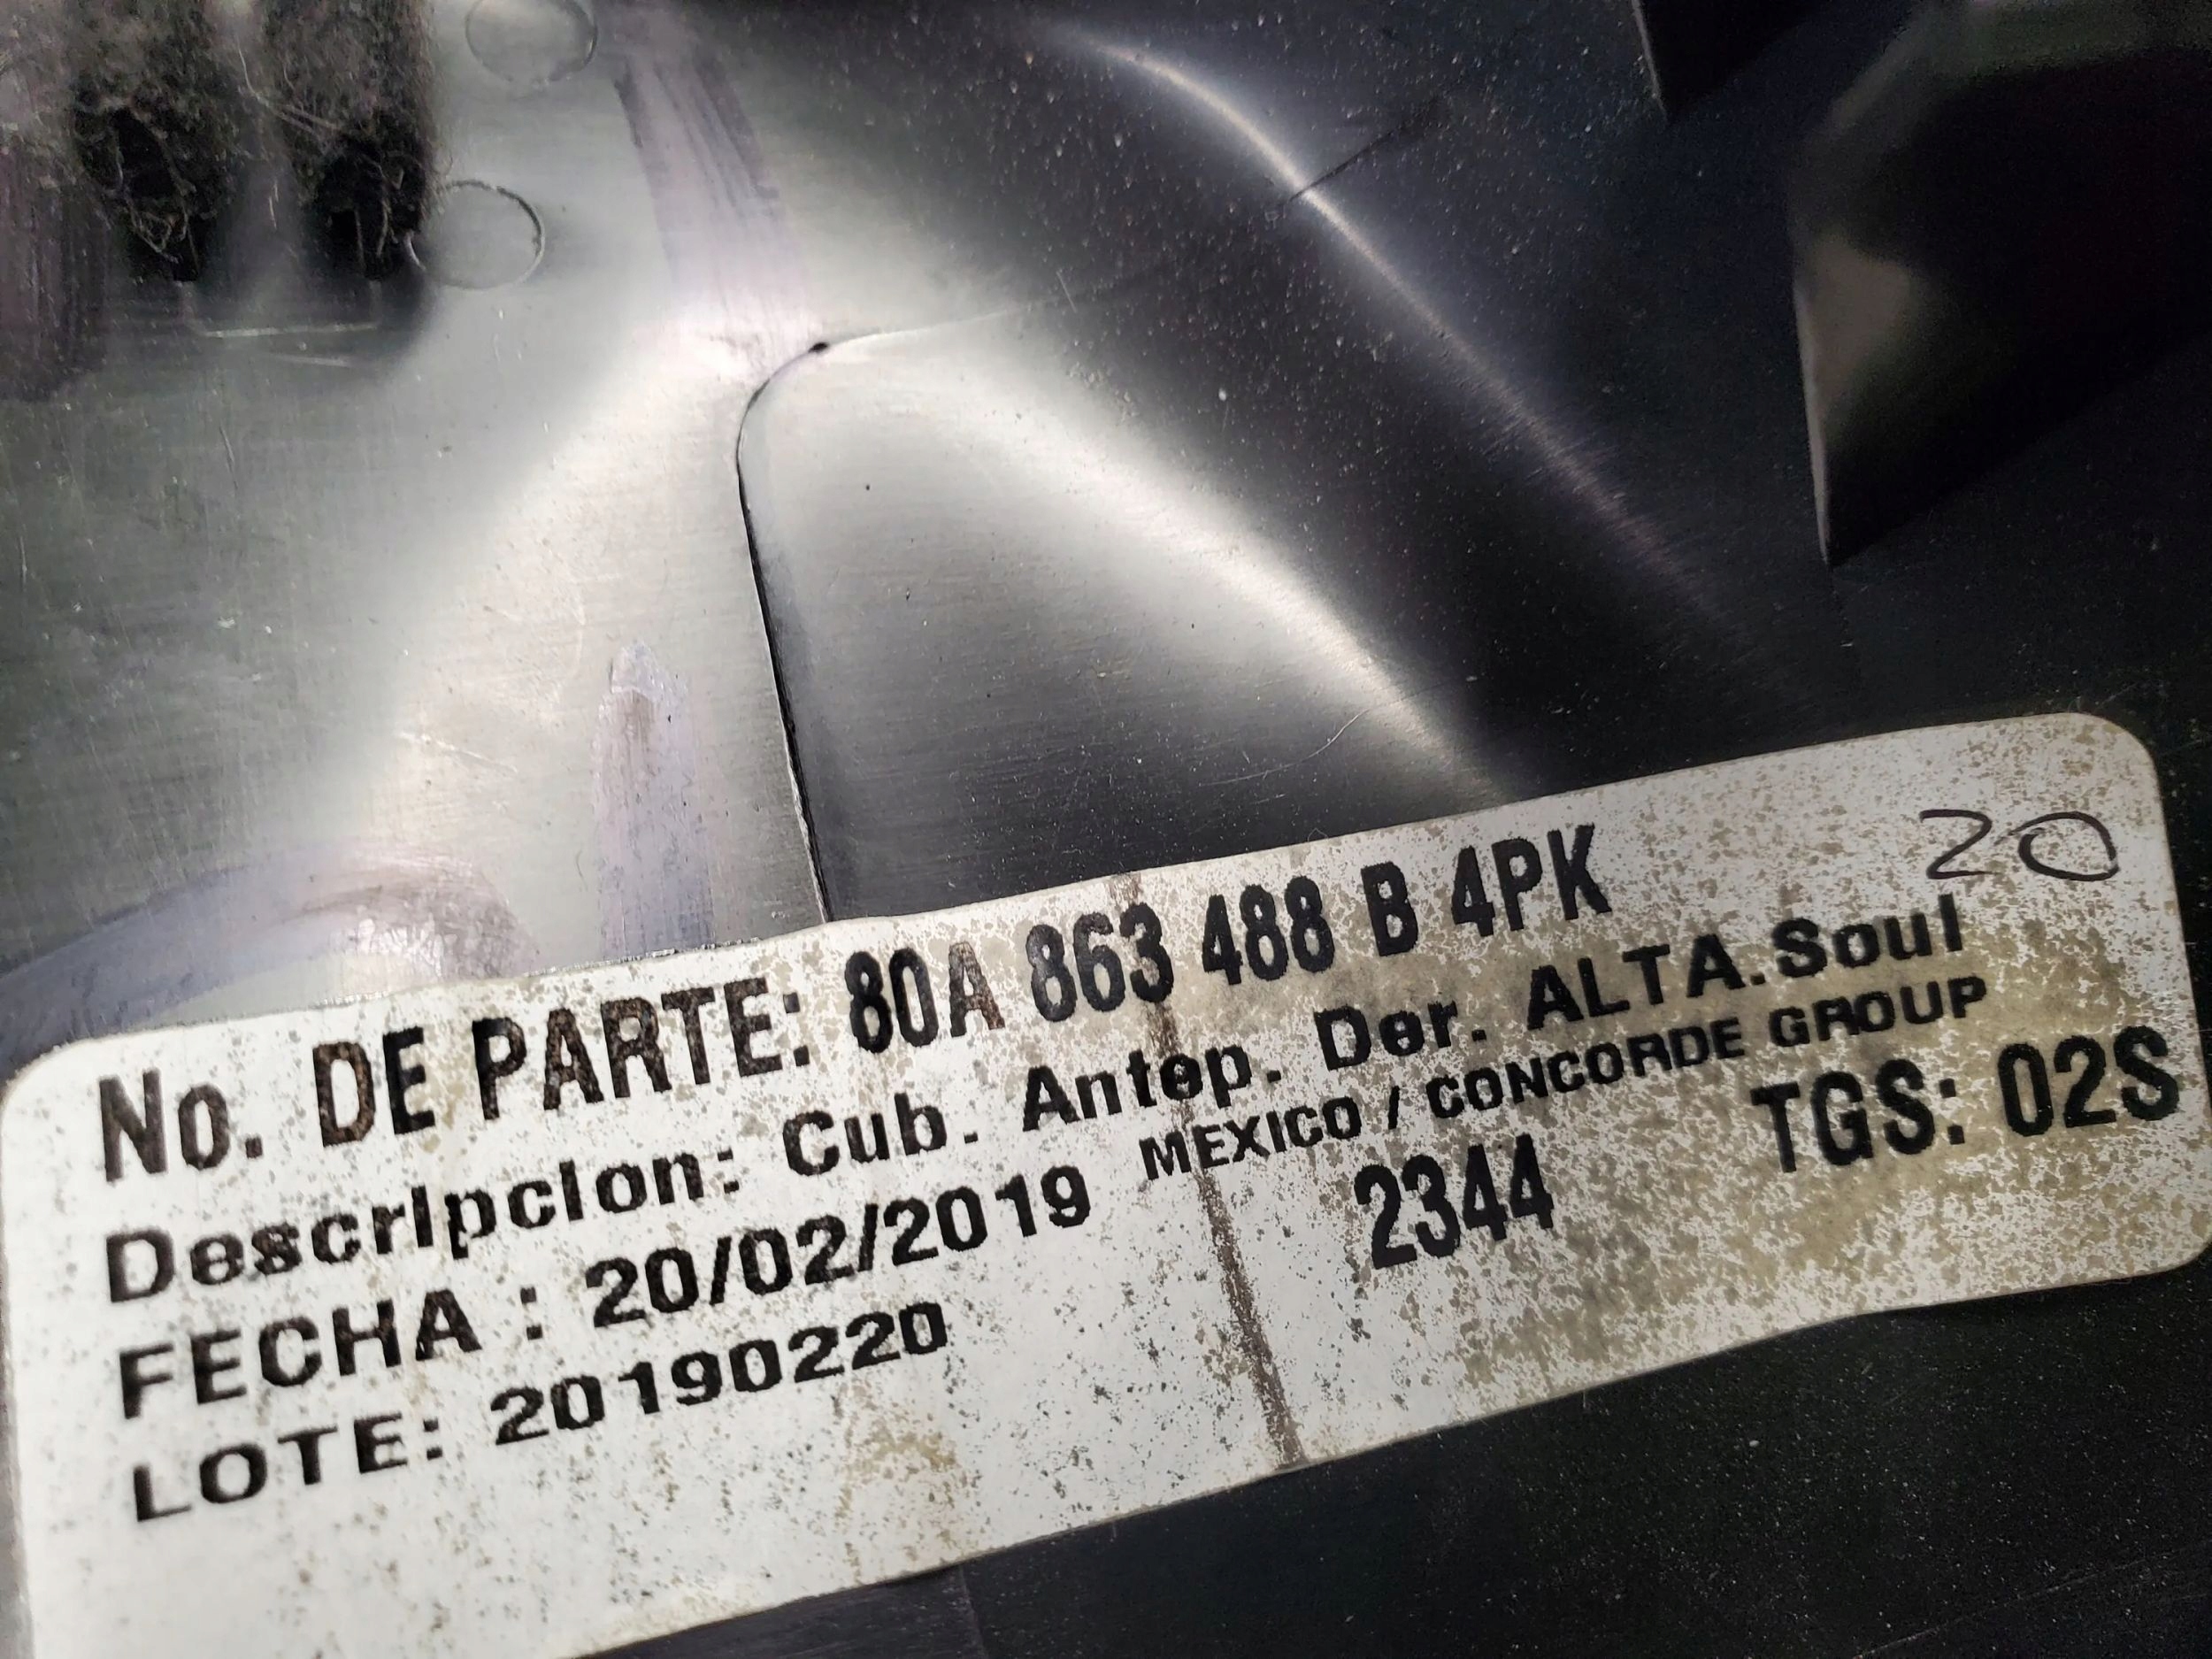 20
No. DE PARTE: 80A 863 488 B 4PK
Descripcion: Cub. Antep. Der. ALTA.Soul
MEXICO / CONCORDE GROUP
FECHA : 20/02/2019
2344
TGS: 02S
LOTE: 20190220